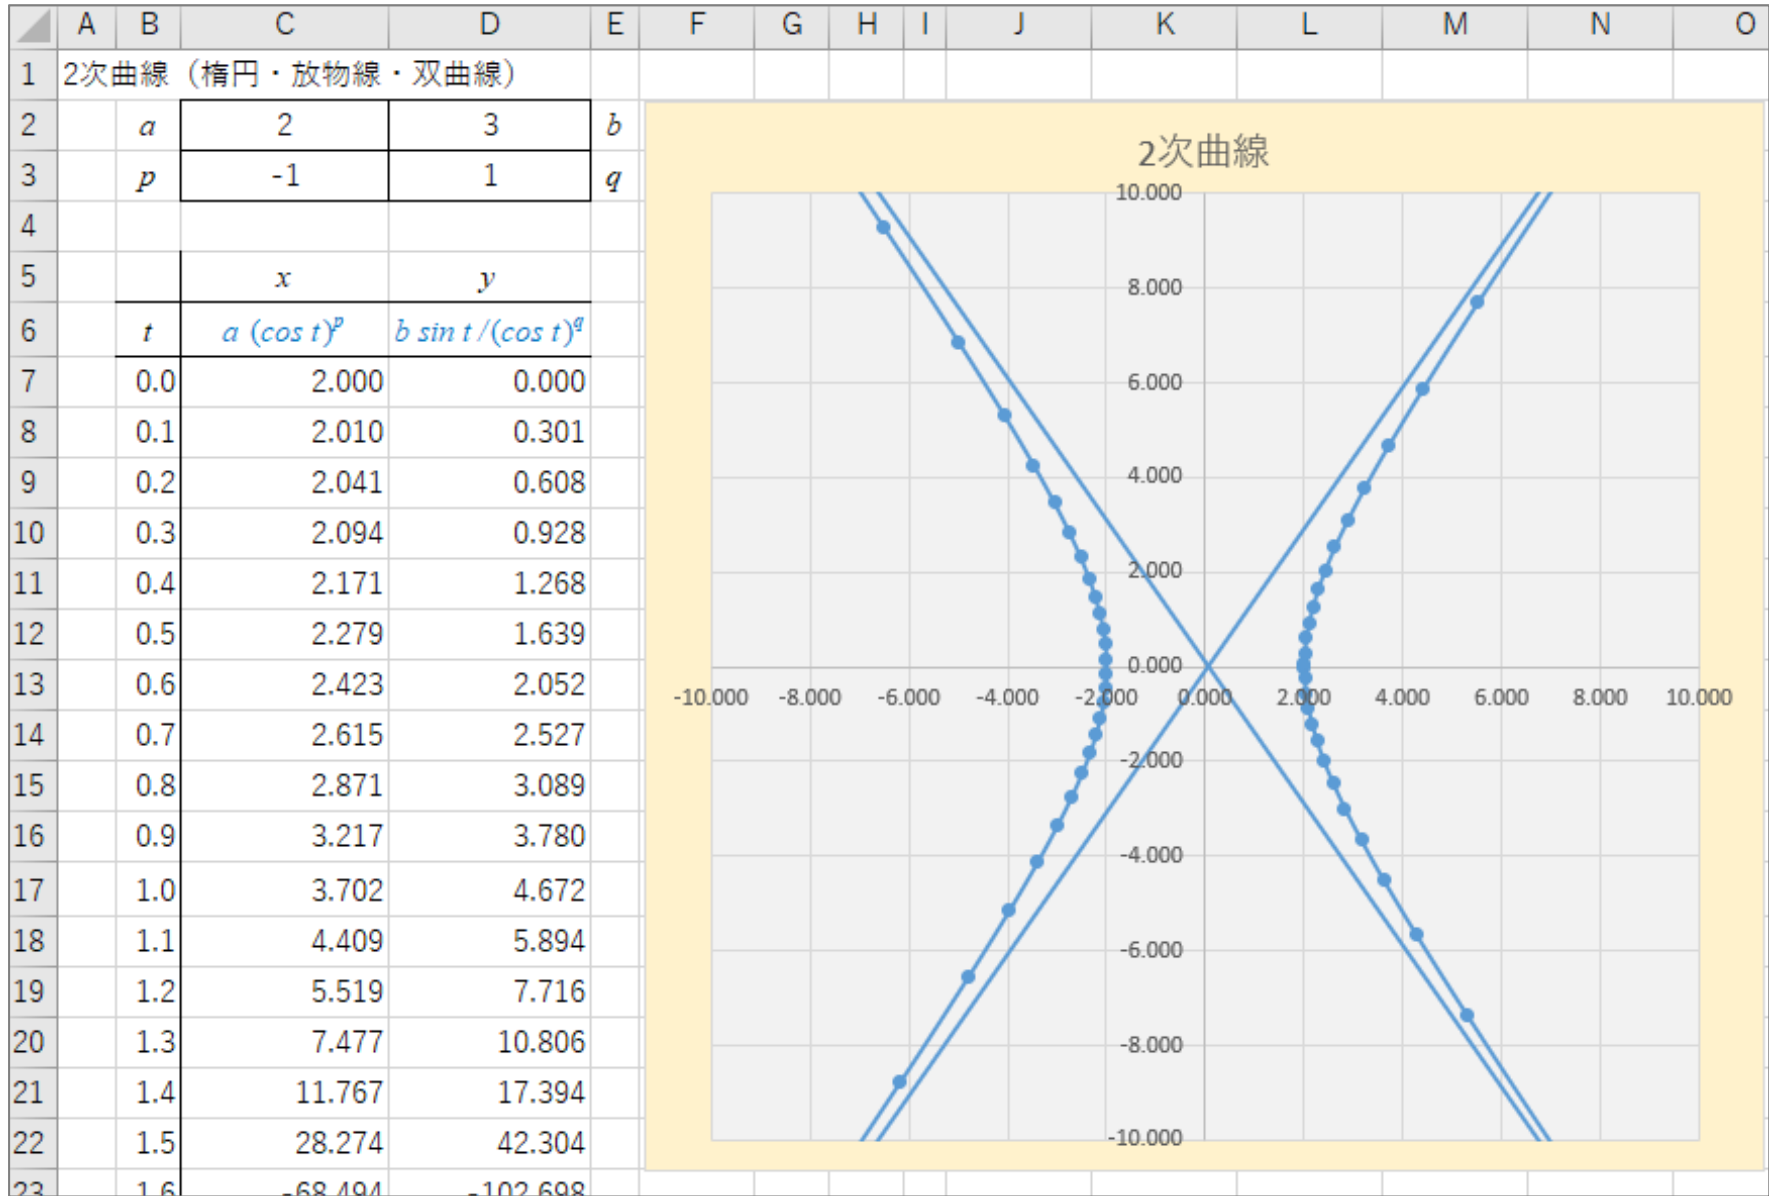 A B C D E F G H I J K L M N O
1 2次曲線（楕円・放物線・双曲線）
2 a 2 3 b
3 p -1 1 q
4
5 x y
6 t a (cos t)^p b sin t/(cos t)^q
7 0.0 2.000 0.000
8 0.1 2.010 0.301
9 0.2 2.041 0.608
10 0.3 2.094 0.928
11 0.4 2.171 1.268
12 0.5 2.279 1.639
13 0.6 2.423 2.052
14 0.7 2.615 2.527
15 0.8 2.871 3.089
16 0.9 3.217 3.780
17 1.0 3.702 4.672
18 1.1 4.409 5.894
19 1.2 5.519 7.716
20 1.3 7.477 10.806
21 1.4 11.767 17.394
22 1.5 28.274 42.304
23 1.6 -68.494 -102.698
2次曲線
10.000
8.000
6.000
4.000
2.000
0.000
-10.000 -8.000 -6.000 -4.000 -2.000 0.000 2.000 4.000 6.000 8.000 10.000
-2.000
-4.000
-6.000
-8.000
-10.000